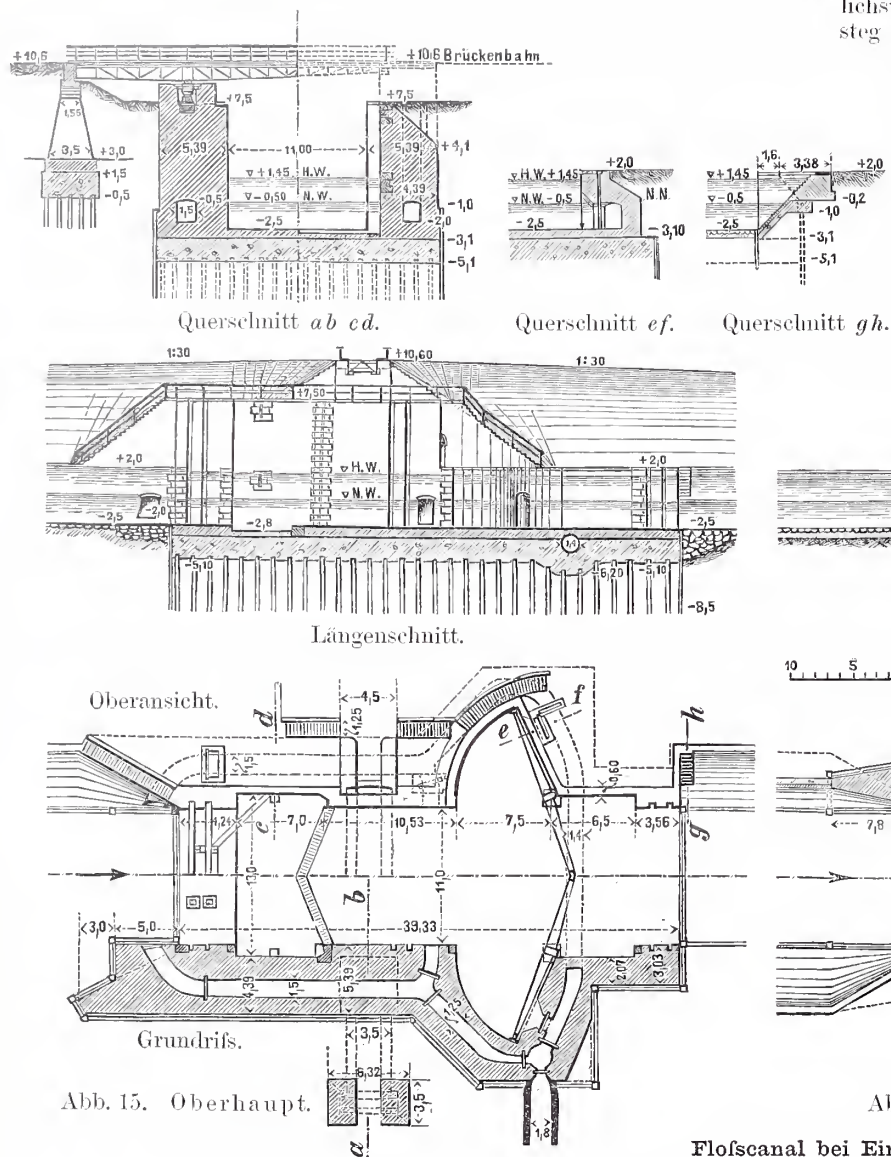 lichst
steg
+10,6
+10,6 Brückenbahn
+7,5
+7,5
1,55
3,5
+3,0
+1,5
-0,5
5,39
11,00
5,39
+4,1
▽+1,45 H.W.
▽-0,50 N.W.
4,39
-0,5
1,5
-2,5
-1,0
-2,0
-3,1
-5,1
+2,0
▽H.W.+1,45
▽N.W.-0,5
N.N.
-2,5
-3,10
1,6
3,38
▽+1,45
+2,0
▽-0,5
-0,2
-1,0
-2,5
-3,1
-5,1
Querschnitt ab cd.
Querschnitt ef.
Querschnitt gh.
1:30
+10,60
1:30
+7,50
+2,0
▽H.W.
+2,0
▽N.W.
-2,5
-2,0
-2,8
-2,5
1,4
-5,10
-6,20
-5,10
-8,5
Längenschnitt.
10 5
Oberansicht.
d
4,5
1,25
f
e
h
1,5
0,60
c
4,24
7,0
10,53
7,5
6,5
3,56
g
7,8
1,4
13,0
b
11,0
39,33
3,0
5,0
4,39
1,5
5,39
2,07
3,03
1,25
Grundriſs.
3,5
6,32
3,5
Abb. 15. Oberhaupt.
a
1,8
Ab
Floſscanal bei Ein